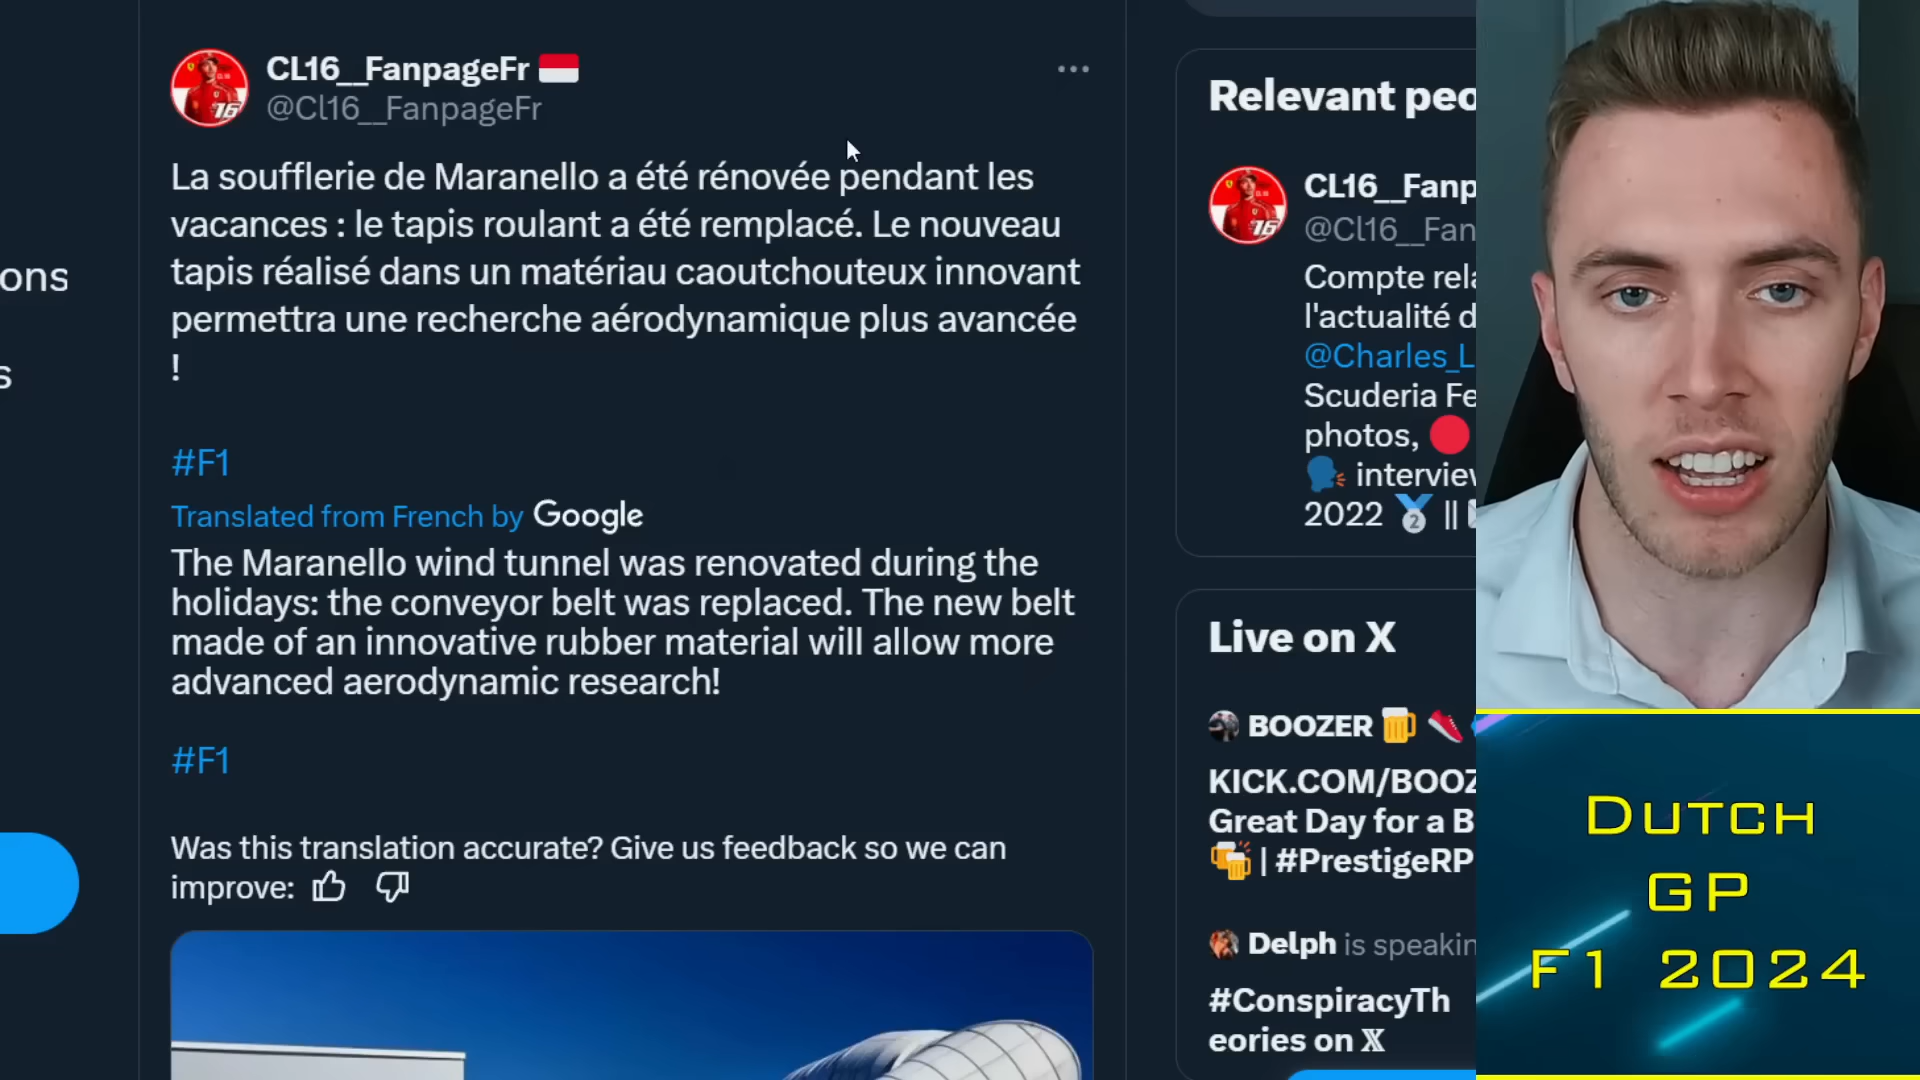 ons
s
CL16__FanpageFr
@Cl16__FanpageFr
La soufflerie de Maranello a été rénovée pendant les
vacances : le tapis roulant a été remplacé. Le nouveau
tapis réalisé dans un matériau caoutchouteux innovant
permettra une recherche aérodynamique plus avancée
!
#F1
Translated from French by Google
The Maranello wind tunnel was renovated during the
holidays: the conveyor belt was replaced. The new belt
made of an innovative rubber material will allow more
advanced aerodynamic research!
#F1
Was this translation accurate? Give us feedback so we can
improve:
Relevant peo
CL16__Fanp
@Cl16__Fan
Compte rela
l'actualité d
@Charles_L
Scuderia Fe
photos,
interview
2022 ||
Live on X
BOOZER
KICK.COM/BOOZ
Great Day for a B
| #PrestigeRP
Delph is speakin
#ConspiracyTh
eories on X
DUTCH
GP
F1 2024